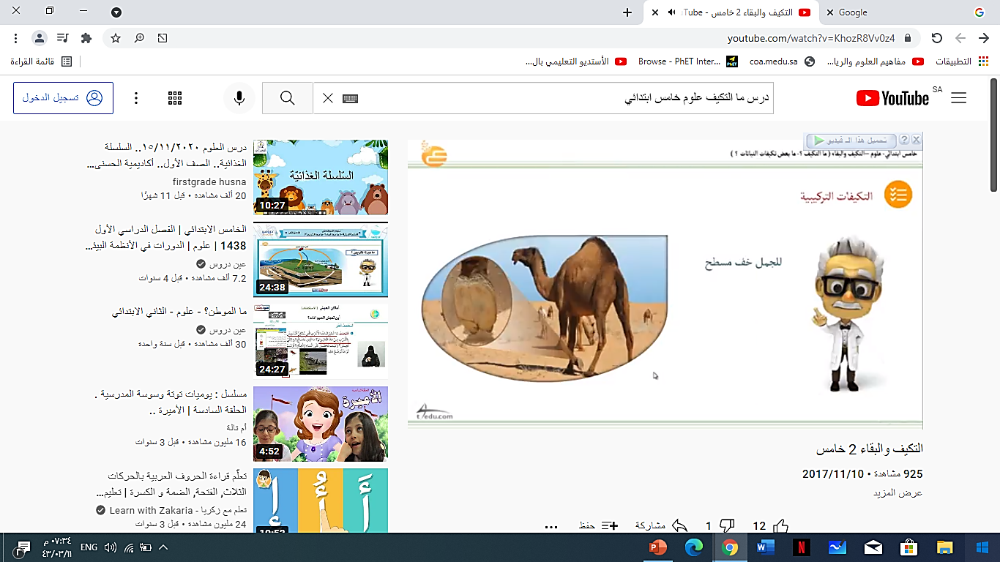 التكيف والبقاء 2 خامس - Tube
Google
youtube.com/watch?v=KhozR8Vv0z4
التطبيقات
مفاهيم العلوم والريا...
coa.medu.sa
Browse - PhET Inter...
الأستديو التعليمي بال...
قائمة القراءة
YouTube SA
درس ما التكيف علوم خامس ابتدائي
تسجيل الدخول
تحميل هذا الـ فيديو
خامس ابتدائي- علوم –التكيف والبقاء ( ما التكيف ؟- ما بعض تكيفات النباتات ؟ )
التكيفات التركيبية
للجمل خف مسطح
t4edu.com
التكيف والبقاء 2 خامس
925 مشاهدة • 2017/11/10
عرض المزيد
12
1
مشاركة
حفظ
السلسلة الغذائية
10:27
درس العلوم ١٥/١١/٢٠٢٠.. السلسلة
الغذائية.. الصف الأول.. أكاديمية الحسنى...
firstgrade husna
20 ألف مشاهدة • قبل 11 شهرًا
24:38
الخامس الابتدائي | الفصل الدراسي الأول
1438 | علوم | الدورات في الأنظمة البيئ...
عين دروس
7.2 ألف مشاهدة • قبل 4 سنوات
أماكن العيش
أين تعيش الحيوانات؟
24:27
ما الموطن؟ - علوم - الثاني الابتدائي
عين دروس
30 ألف مشاهدة • قبل سنة واحدة
الأميرة
4:52
مسلسل : يوميات توتة وسوسة المدرسية .
الحلقة السادسة | الأميرة ..
أم تالة
16 مليون مشاهدة • قبل 3 سنوات
أَ أُ إِ
تعلّم قراءة الحروف العربية بالحركات
الثلاث, الفتحة, الضمة و الكسرة | تعليم...
تعلم مع زكريا - Learn with Zakaria
24 مليون مشاهدة • قبل 3 سنوات
ENG
٠٧:٣٤ م
٤٣/٠٣/١١